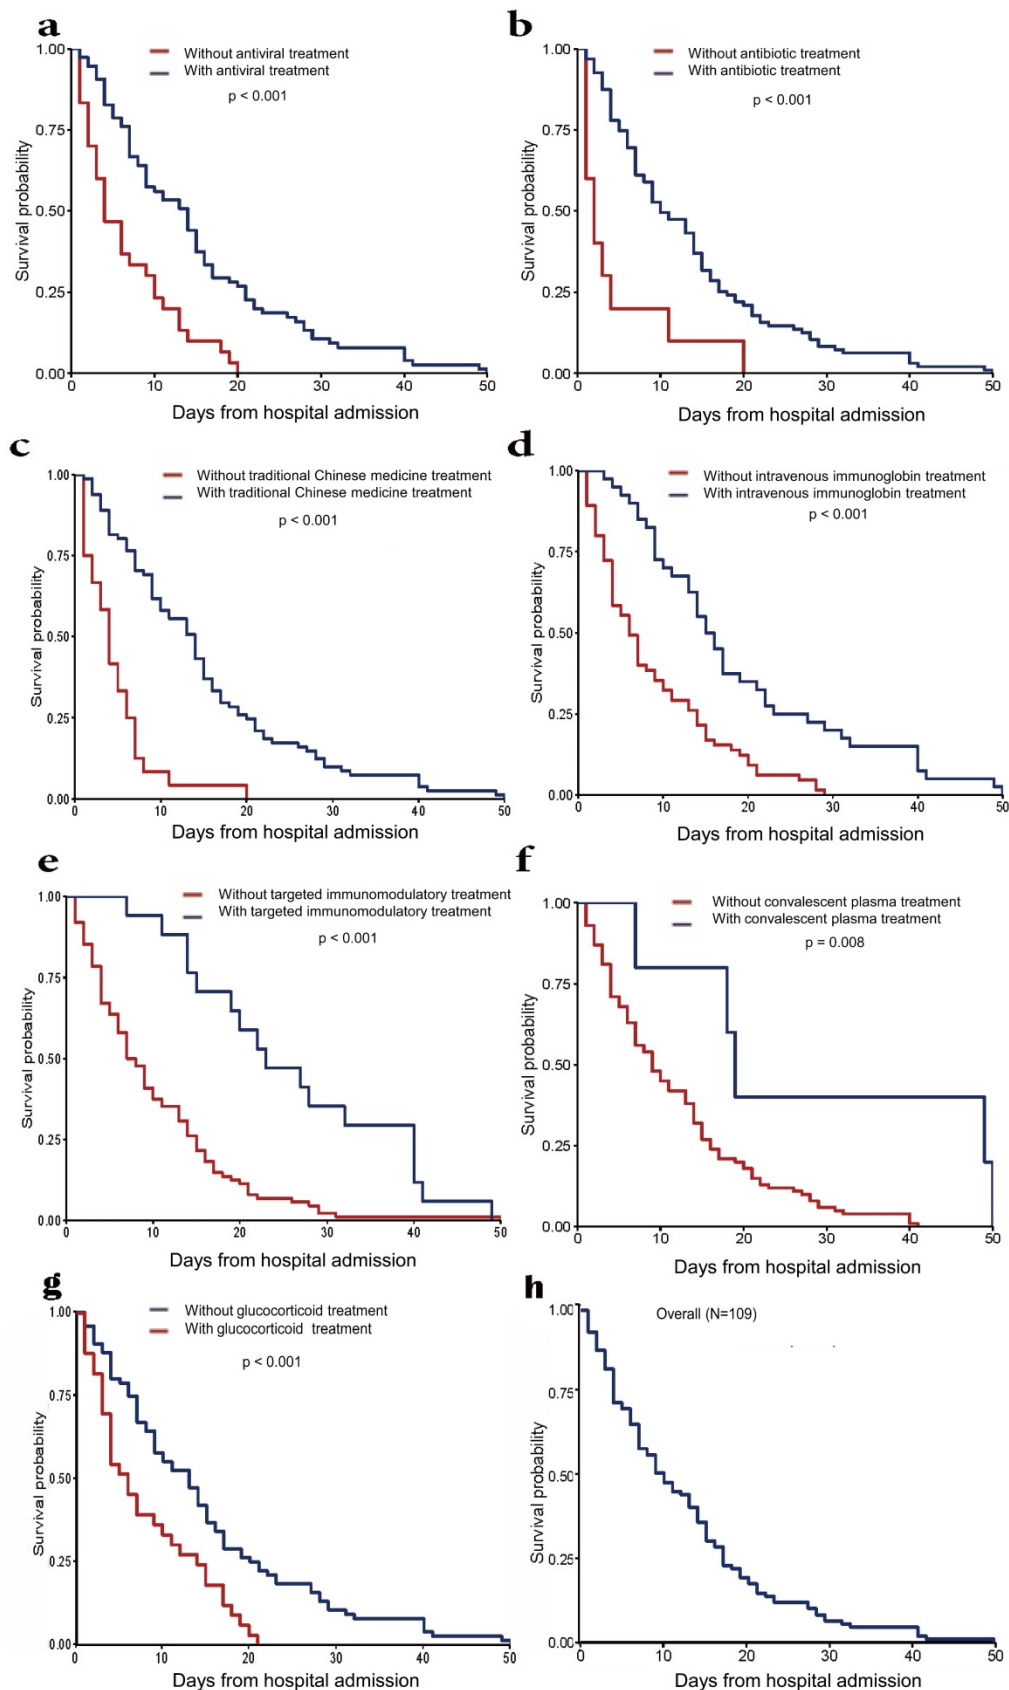 a
1.00
0.75
0.50
0.25
0.00
0
10
20
30
40
50
Survival probability
Days from hospital admission
Without antiviral treatment
With antiviral treatment
p < 0.001
b
1.00
0.75
0.50
0.25
0.00
0
10
20
30
40
50
Survival probability
Days from hospital admission
Without antibiotic treatment
With antibiotic treatment
p < 0.001
c
1.00
0.75
0.50
0.25
0.00
0
10
20
30
40
50
Survival probability
Days from hospital admission
Without traditional Chinese medicine treatment
With traditional Chinese medicine treatment
p < 0.001
d
1.00
0.75
0.50
0.25
0.00
0
10
20
30
40
50
Survival probability
Days from hospital admission
Without intravenous immunoglobin treatment
With intravenous immunoglobin treatment
p < 0.001
e
1.00
0.75
0.50
0.25
0.00
0
10
20
30
40
50
Survival probability
Days from hospital admission
Without targeted immunomodulatory treatment
With targeted immunomodulatory treatment
p < 0.001
f
1.00
0.75
0.50
0.25
0.00
0
10
20
30
40
50
Survival probability
Days from hospital admission
Without convalescent plasma treatment
With convalescent plasma treatment
p = 0.008
g
1.00
0.75
0.50
0.25
0.00
0
10
20
30
40
50
Survival probability
Days from hospital admission
Without glucocorticoid treatment
With glucocorticoid treatment
p < 0.001
h
1.00
0.75
0.50
0.25
0.00
0
10
20
30
40
50
Survival probability
Days from hospital admission
Overall (N=109)